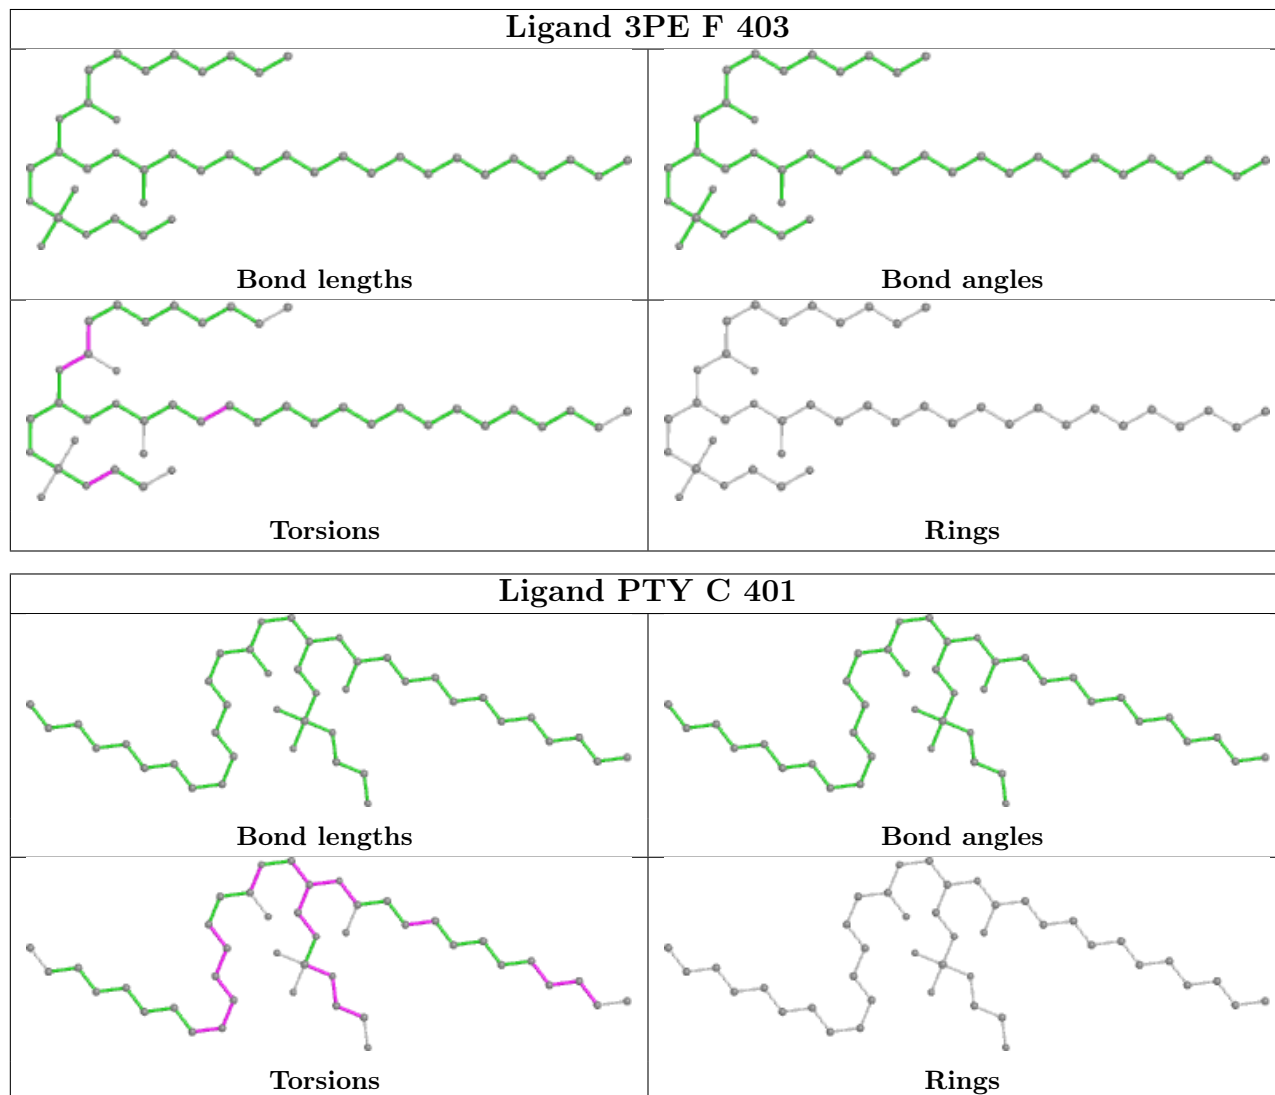 Ligand 3PE F 403
Bond lengths
Bond angles
Torsions
Rings
Ligand PTY C 401
Bond lengths
Bond angles
Torsions
Rings